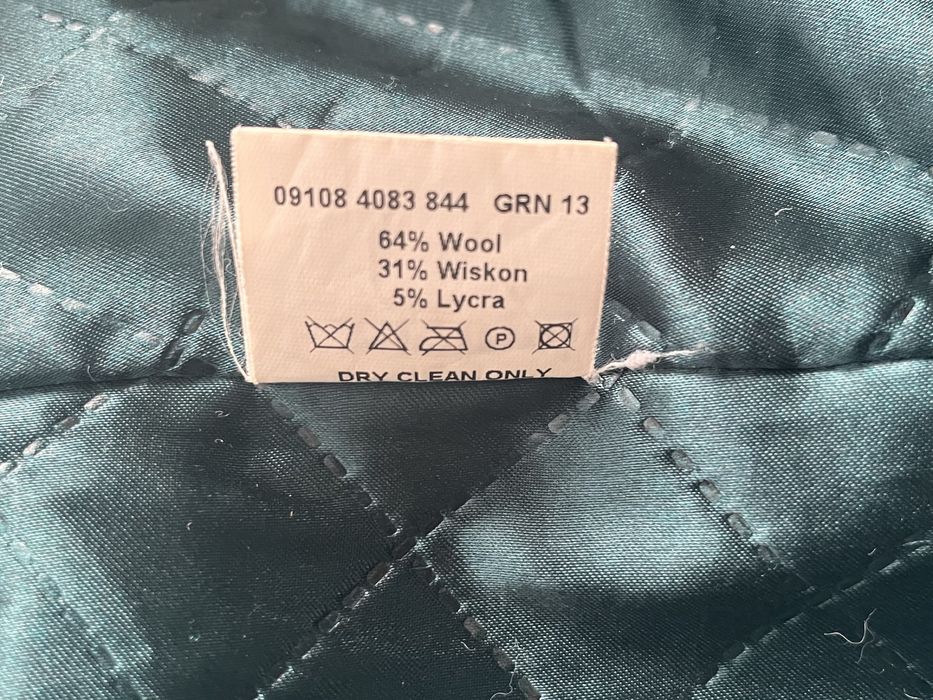 09108 4083 844 GRN 13
64% Wool
31% Wiskon
5% Lycra
P
DRY CLEAN ONLY